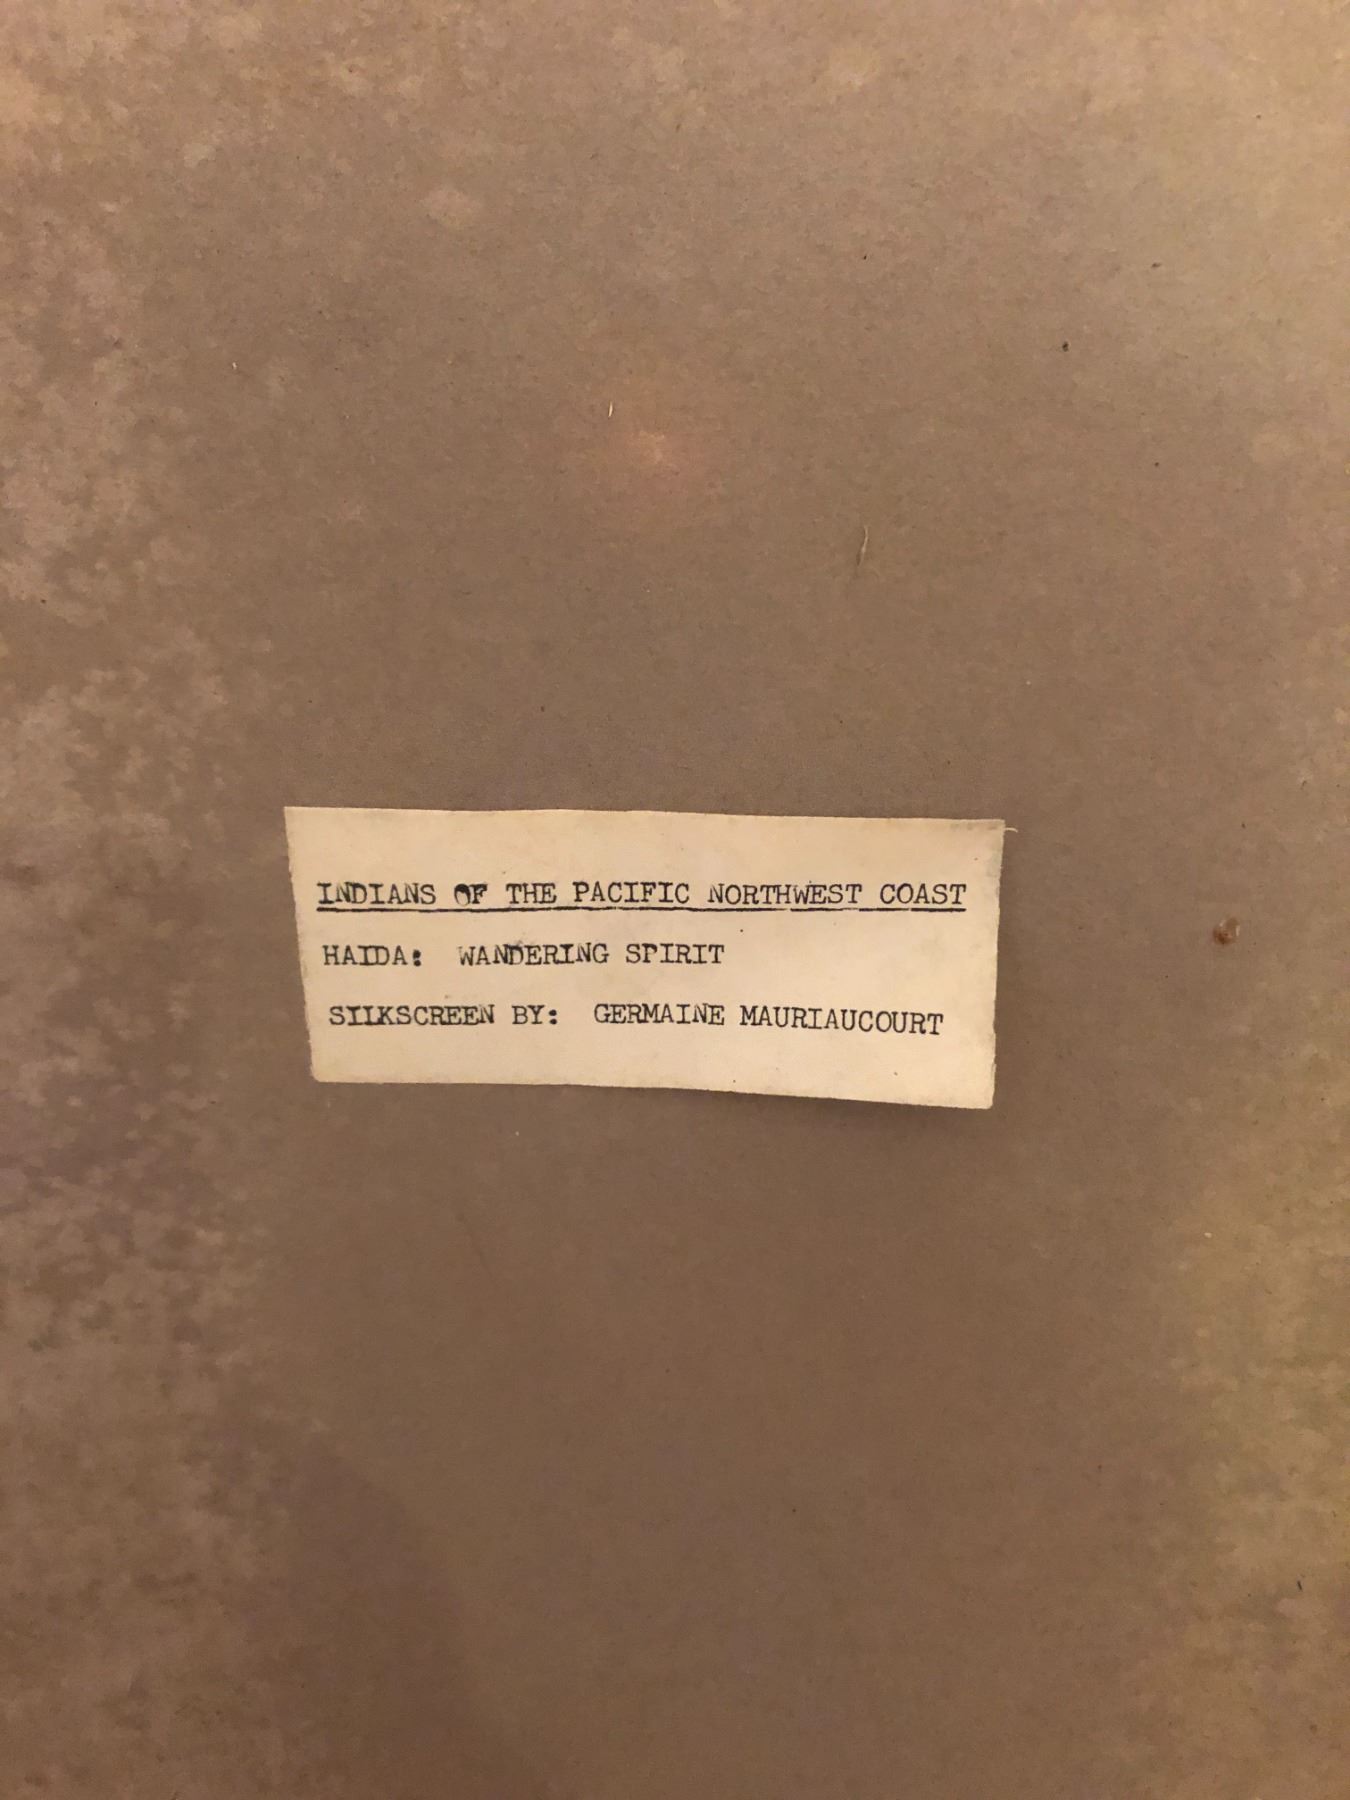 INDIANS OF THE PACIFIC NORTHWEST COAST
HAIDA: WANDERING SPIRIT
SILKSCREEN BY: GERMAINE MAURIAUCOURT